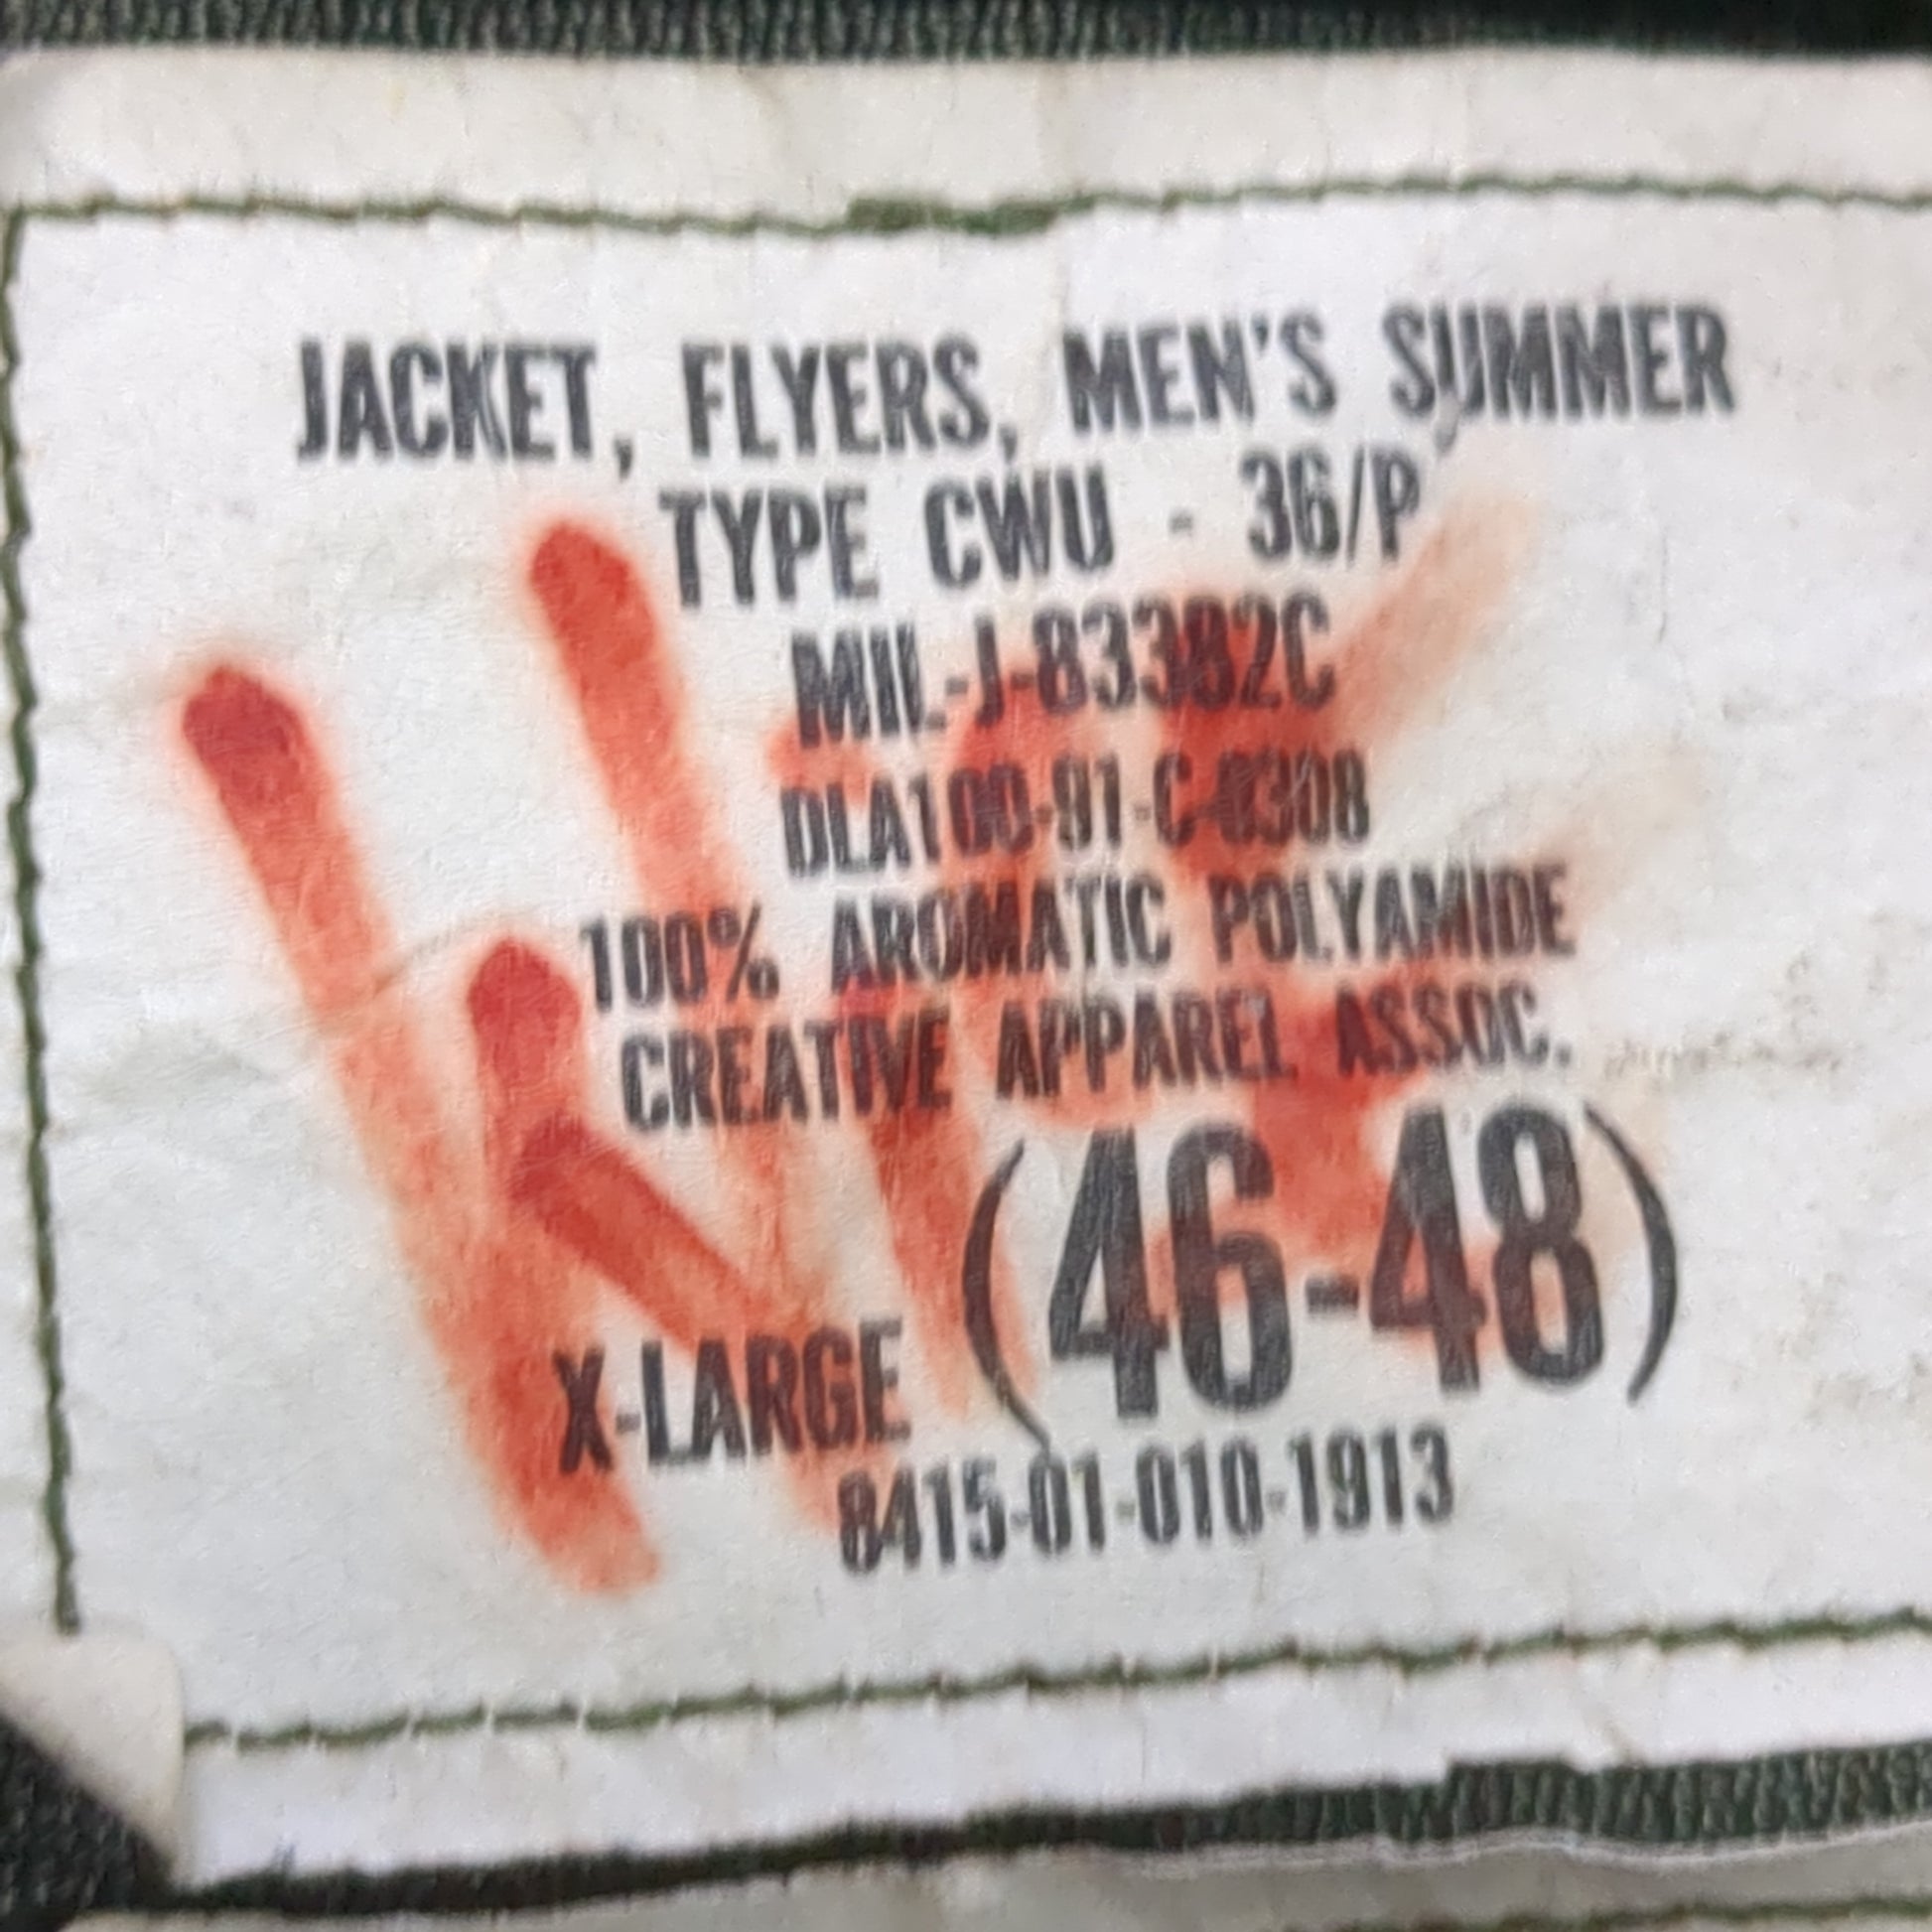 JACKET, FLYERS, MEN'S SUMMER
TYPE CWU - 36/P
MIL-J-83382C
DLA100-91-C-0308
100% AROMATIC POLYAMIDE
CREATIVE APPAREL ASSOC.
X-LARGE (46-48)
8415-01-010-1913